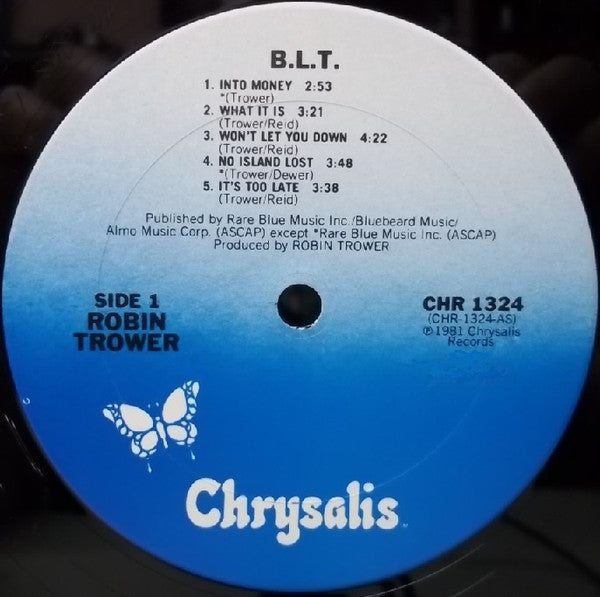 B.L.T.
1. INTO MONEY 2:53
*(Trower)
2. WHAT IT IS 3:21
(Trower/Reid)
3. WON'T LET YOU DOWN 4:22
(Trower/Reid)
4. NO ISLAND LOST 3:48
*(Trower/Dewer)
5. IT'S TOO LATE 3:38
(Trower/Reid)
Published by Rare Blue Music Inc./Bluebeard Music/
Almo Music Corp. (ASCAP) except *Rare Blue Music Inc. (ASCAP)
Produced by ROBIN TROWER
SIDE 1
ROBIN
TROWER
CHR 1324
(CHR-1324-AS)
℗1981 Chrysalis
Records
Chrysalis